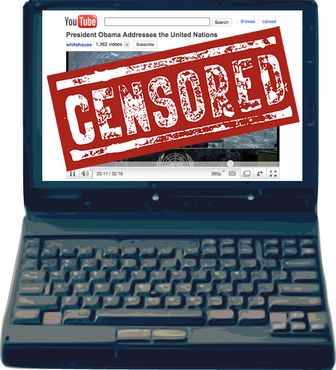 YouTube Search Browse Upload
President Obama Addresses the United Nations
whitehouse 1,362 videos Subscribe
CENSORED
25:11 / 32:16 360p